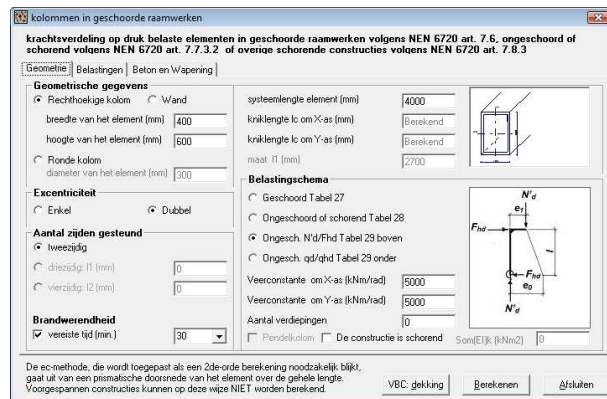 kolommen in geschoorde raamwerken
krachtsverdeling op druk belaste elementen in geschoorde raamwerken volgens NEN 6720 art. 7.6, ongeschoord of
schorend volgens NEN 6720 art. 7.7.3.2 of overige schorende constructies volgens NEN 6720 art. 7.8.3
Geometrie Belastingen Beton en Wapening
Geometrische gegevens
Rechthoekige kolom Wand
breedte van het element (mm) 400
hoogte van het element (mm) 600
Ronde kolom
diameter van het element (mm) 300
Excentriciteit
Enkel Dubbel
Aantal zijden gesteund
tweezijdig
driezijdig: l1 (mm) 0
vierzijdig: l2 (mm) 0
Brandwerendheid
vereiste tijd (min.) 30
systeemlengte element (mm) 4000
kniklengte lc om X-as (mm) Berekend
kniklengte lc om Y-as (mm) Berekend
maat l1 (mm) 2700
Belastingschema
Geschoord Tabel 27
Ongeschoord of schorend Tabel 28
Ongesch. N'd/Fhd Tabel 29 boven
Ongesch. qd/qhd Tabel 29 onder
Veerconstante om X-as (kNm/rad) 5000
Veerconstante om Y-as (kNm/rad) 5000
Aantal verdiepingen 0
Pendelkolom De constructie is schorend Som(EI)k (kNm2) 0
N'd
e1
Fhd
l
Fhd
e0
N'd
De ec-methode, die wordt toegepast als een 2de-orde berekening noodzakelijk blijkt,
gaat uit van een prismatische doorsnede van het element over de gehele lengte.
Voorgespannen constructies kunnen op deze wijze NIET worden berekend.
VBC: dekking Berekenen Afsluiten